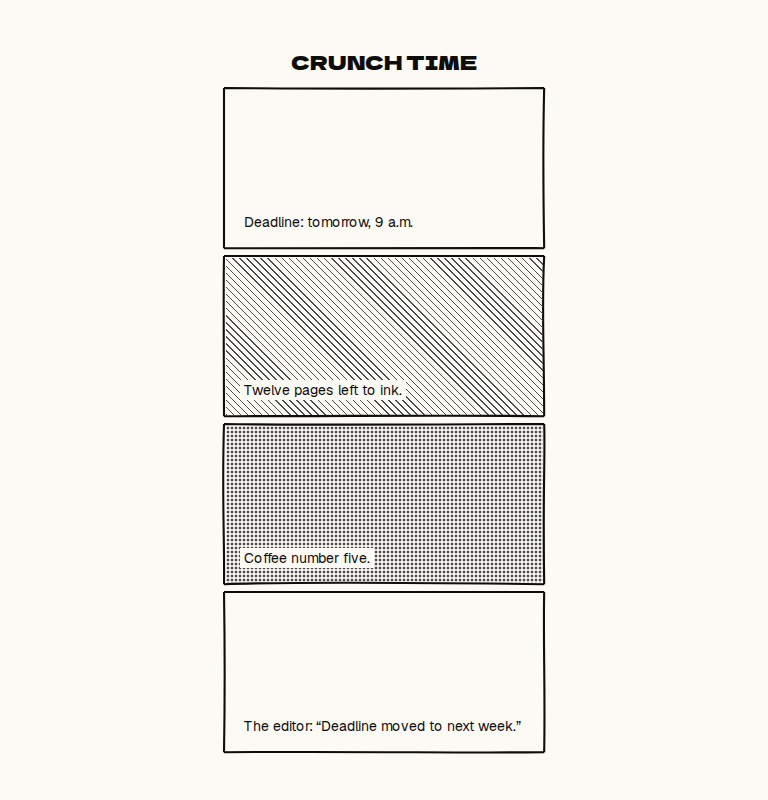 CRUNCH TIME
Deadline: tomorrow, 9 a.m.
Twelve pages left to ink.
Coffee number five.
The editor: “Deadline moved to next week.”